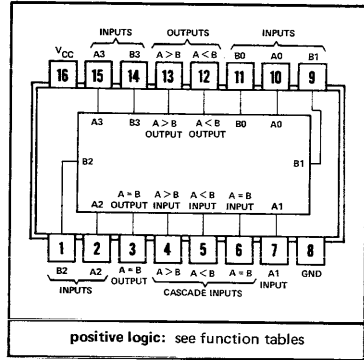 INPUTS OUTPUTS INPUTS
VCC A3 B3 A > B A < B B0 A0 B1
16 15 14 13 12 11 10 9
A3 B3 A > B A < B B0 A0
OUTPUT OUTPUT
B2 B1
A = B A > B A < B A = B
A2 OUTPUT INPUT INPUT INPUT A1
1 2 3 4 5 6 7 8
B2 A2 A = B A > B A < B A = B A1 GND
INPUTS OUTPUT CASCADE INPUTS INPUT
positive logic: see function tables